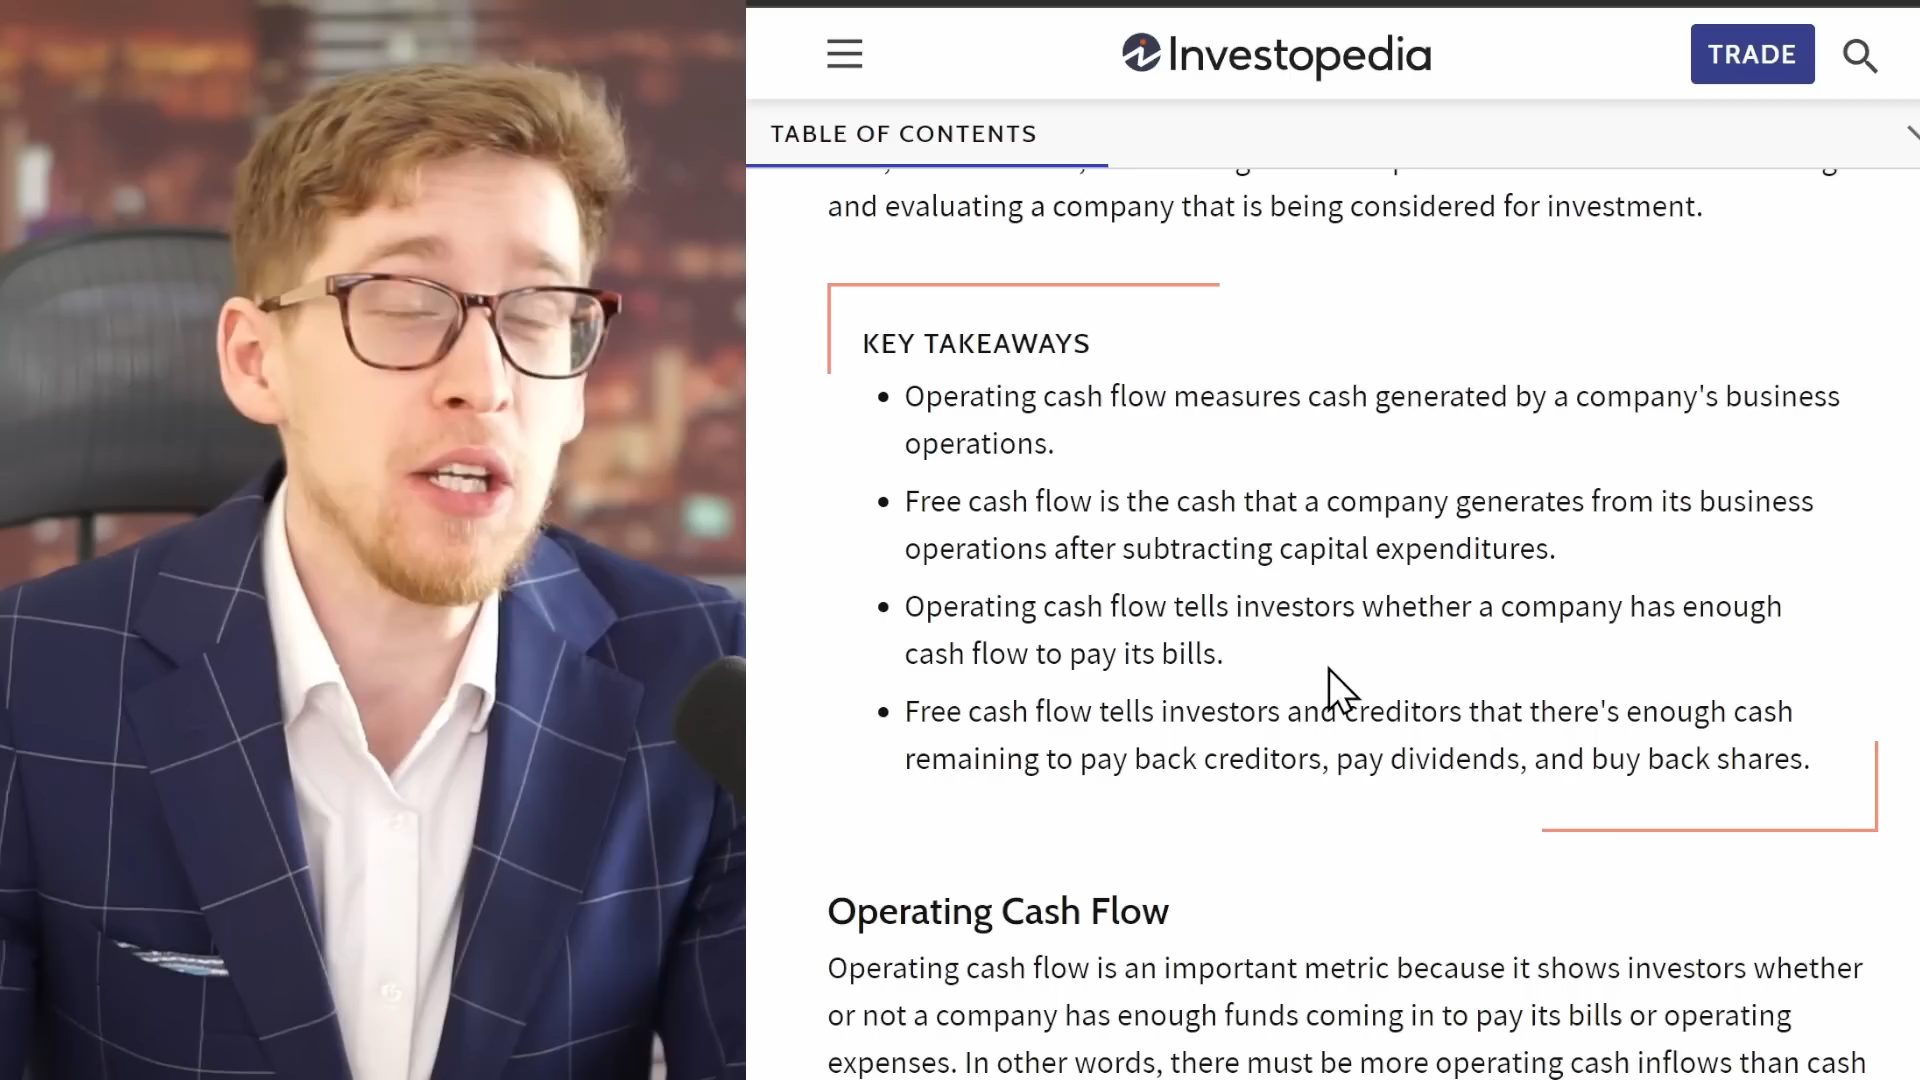 Investopedia
TRADE
TABLE OF CONTENTS
and evaluating a company that is being considered for investment.
KEY TAKEAWAYS
Operating cash flow measures cash generated by a company's business
operations.
Free cash flow is the cash that a company generates from its business
operations after subtracting capital expenditures.
Operating cash flow tells investors whether a company has enough
cash flow to pay its bills.
Free cash flow tells investors and creditors that there's enough cash
remaining to pay back creditors, pay dividends, and buy back shares.
Operating Cash Flow
Operating cash flow is an important metric because it shows investors whether
or not a company has enough funds coming in to pay its bills or operating
expenses. In other words, there must be more operating cash inflows than cash